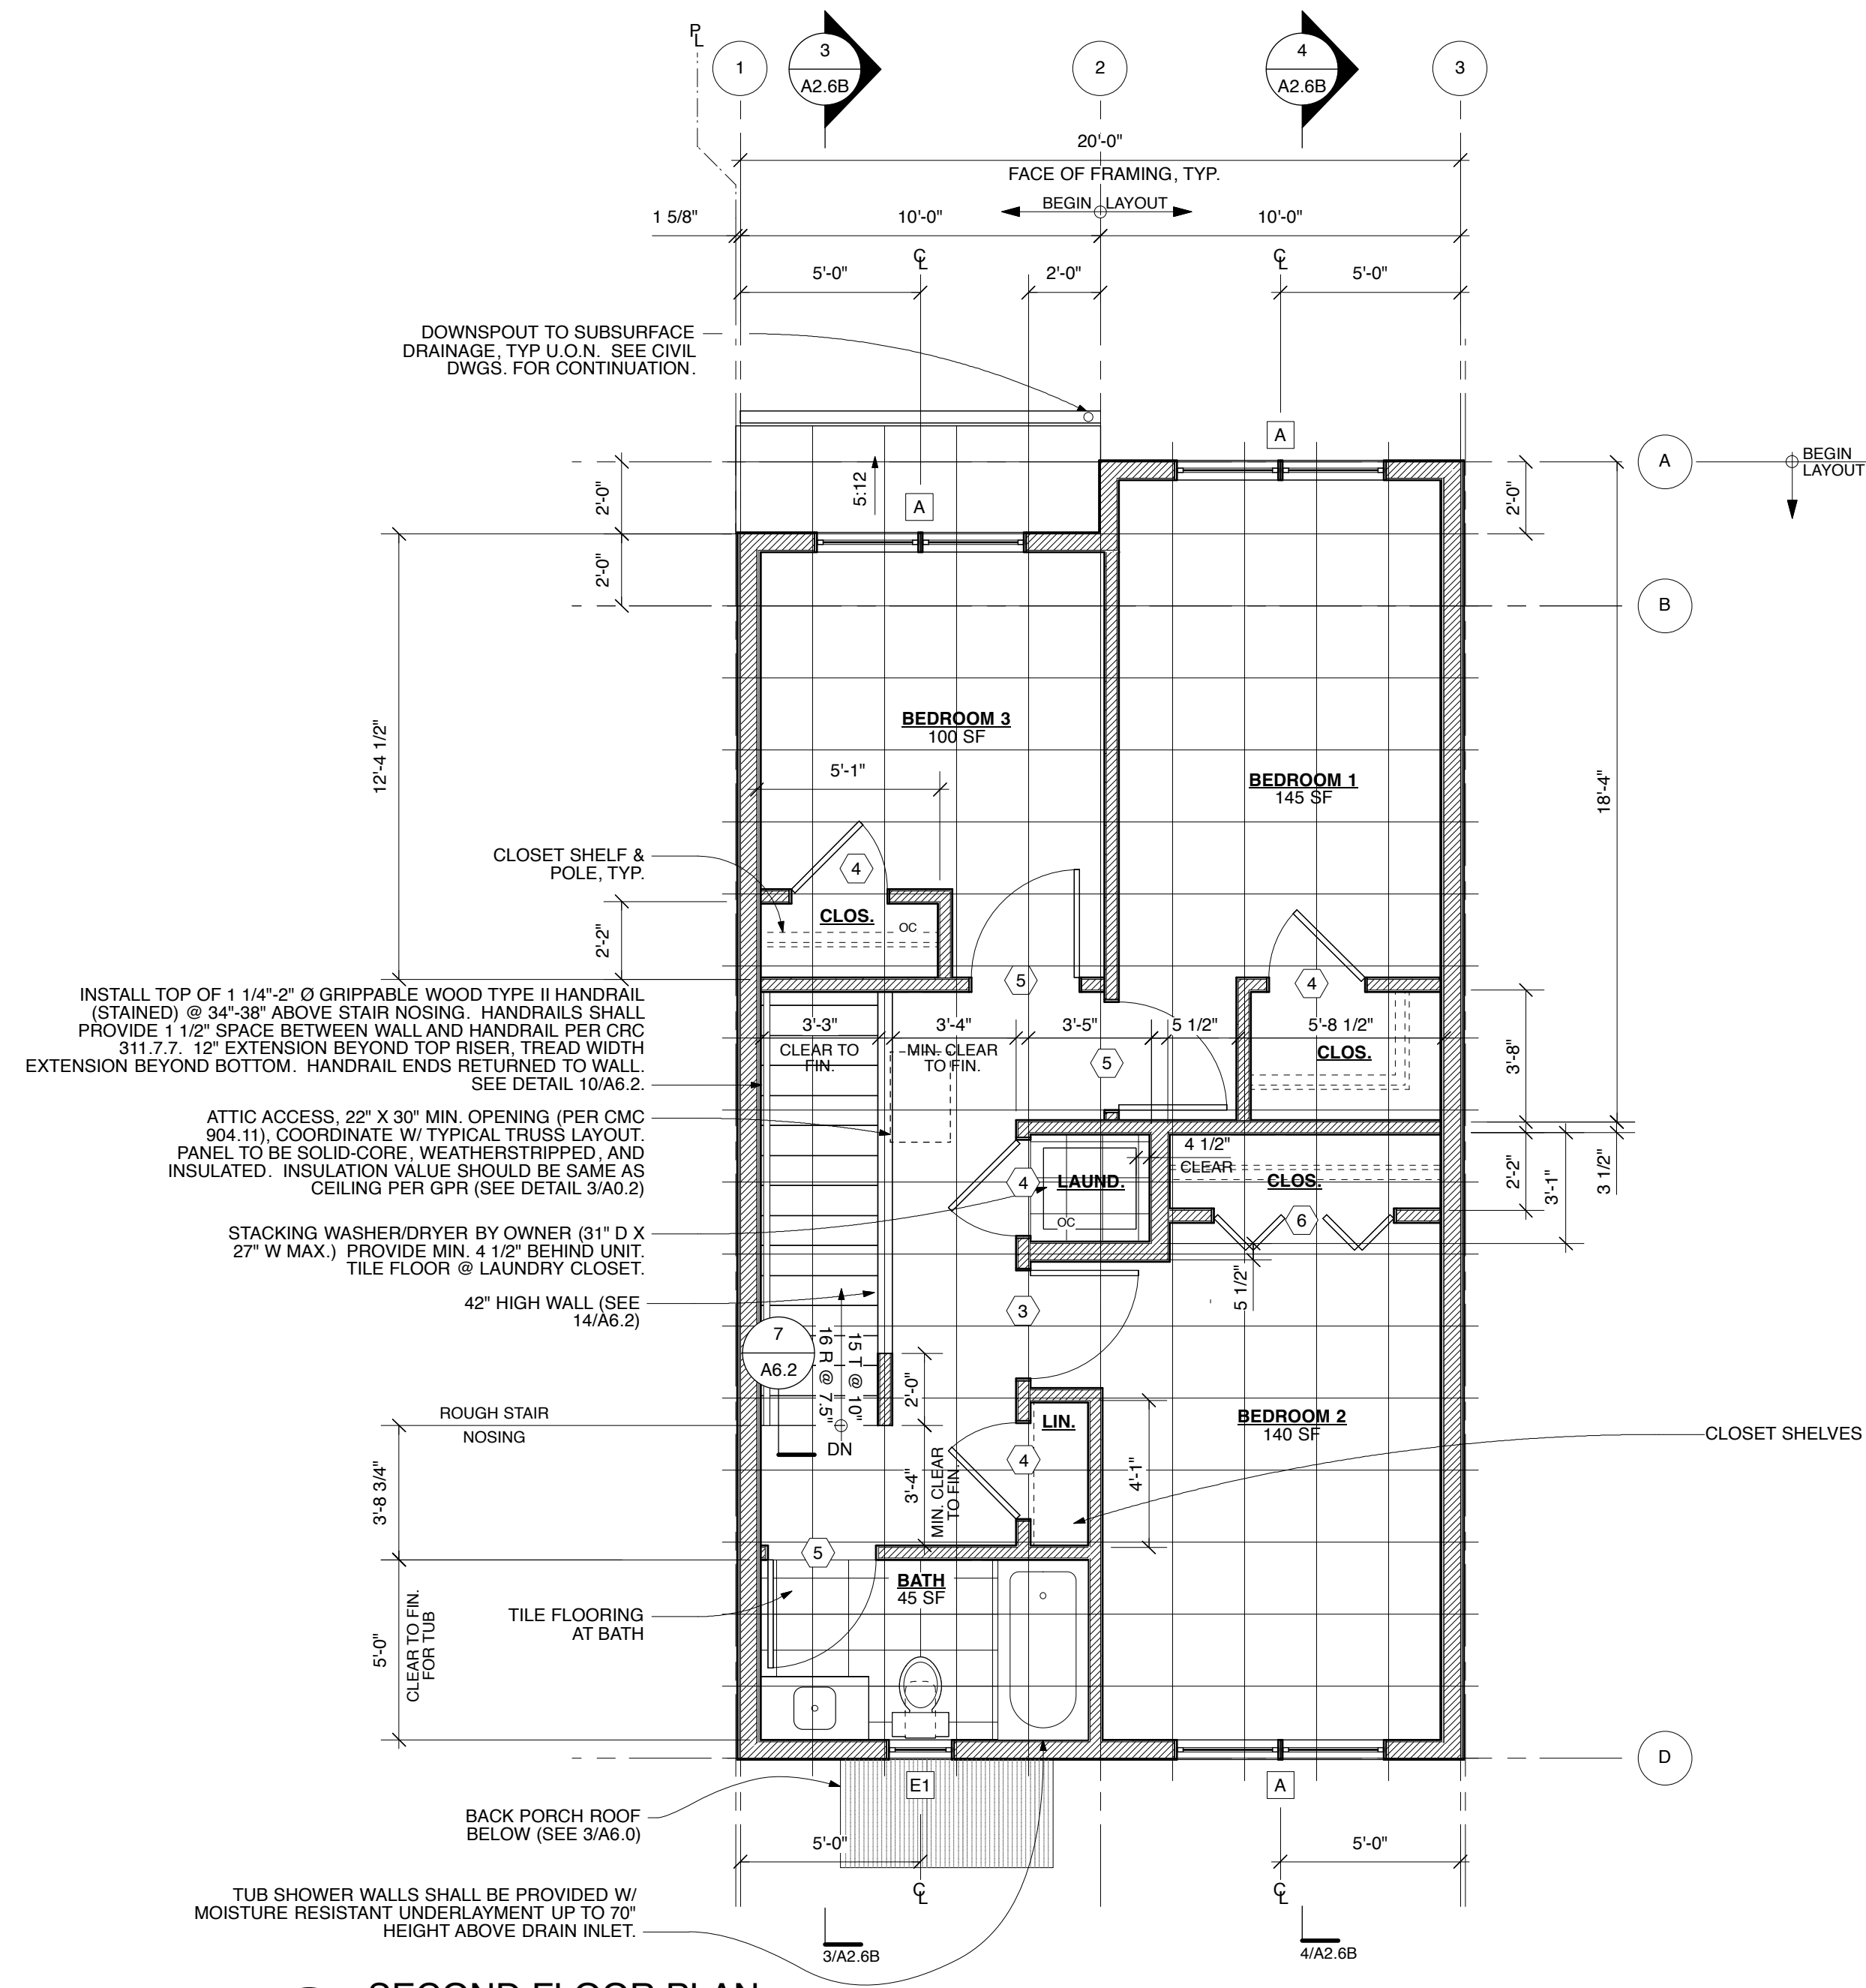 PL
1
3
A2.6B
2
4
A2.6B
3
20'-0"
FACE OF FRAMING, TYP.
BEGIN LAYOUT
1 5/8"
10'-0"
10'-0"
CL
CL
5'-0"
2'-0"
5'-0"
DOWNSPOUT TO SUBSURFACE
DRAINAGE, TYP U.O.N. SEE CIVIL
DWGS. FOR CONTINUATION.
A
A
BEGIN
LAYOUT
2'-0"
5:12
A
2'-0"
2'-0"
B
12'-4 1/2"
BEDROOM 3
100 SF
5'-1"
BEDROOM 1
145 SF
18'-4"
CLOSET SHELF &
POLE, TYP.
4
CLOS.
OC
2'-2"
5
4
INSTALL TOP OF 1 1/4"-2" Ø GRIPPABLE WOOD TYPE II HANDRAIL
(STAINED) @ 34"-38" ABOVE STAIR NOSING. HANDRAILS SHALL
PROVIDE 1 1/2" SPACE BETWEEN WALL AND HANDRAIL PER CRC
311.7.7. 12" EXTENSION BEYOND TOP RISER, TREAD WIDTH
EXTENSION BEYOND BOTTOM. HANDRAIL ENDS RETURNED TO WALL.
SEE DETAIL 10/A6.2.
3'-3"
CLEAR TO
FIN.
3'-4"
MIN. CLEAR
TO FIN.
3'-5"
5 1/2"
5'-8 1/2"
CLOS.
5
3'-8"
ATTIC ACCESS, 22" X 30" MIN. OPENING (PER CMC
904.11), COORDINATE W/ TYPICAL TRUSS LAYOUT.
PANEL TO BE SOLID-CORE, WEATHERSTRIPPED, AND
INSULATED. INSULATION VALUE SHOULD BE SAME AS
CEILING PER GPR (SEE DETAIL 3/A0.2)
4 1/2"
CLEAR
4
LAUND.
OC
CLOS.
6
2'-2"
3'-1"
3 1/2"
STACKING WASHER/DRYER BY OWNER (31" D X
27" W MAX.) PROVIDE MIN. 4 1/2" BEHIND UNIT.
TILE FLOOR @ LAUNDRY CLOSET.
5 1/2"
42" HIGH WALL (SEE
14/A6.2)
3
7
A6.2
15 T @ 10"
16 R @ 7.5"
DN
2'-0"
ROUGH STAIR
NOSING
LIN.
4
BEDROOM 2
140 SF
CLOSET SHELVES
3'-8 3/4"
3'-4"
MIN. CLEAR
TO FIN.
4'-1"
5
BATH
45 SF
TILE FLOORING
AT BATH
5'-0"
CLEAR TO FIN.
FOR TUB
D
E1
A
BACK PORCH ROOF
BELOW (SEE 3/A6.0)
5'-0"
5'-0"
CL
CL
TUB SHOWER WALLS SHALL BE PROVIDED W/
MOISTURE RESISTANT UNDERLAYMENT UP TO 70"
HEIGHT ABOVE DRAIN INLET.
3/A2.6B
4/A2.6B
SECOND FLOOR PLAN